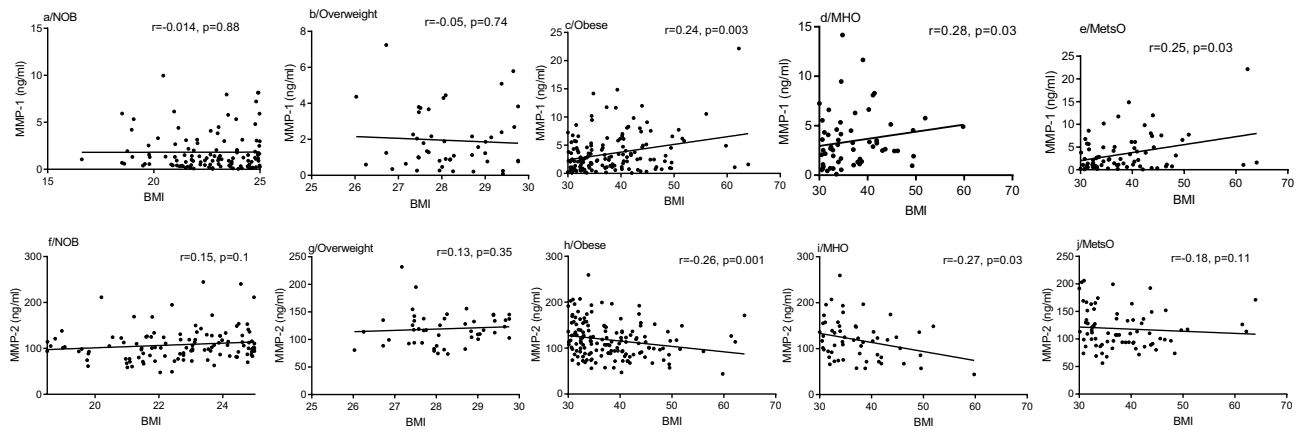 a/NOB
r=-0.014, p=0.88
MMP-1 (ng/ml)
15
10
5
0
15
20
25
BMI
b/Overweight
r=-0.05, p=0.74
MMP-1 (ng/ml)
8
6
4
2
0
25
26
27
28
29
30
BMI
c/Obese
r=0.24, p=0.003
MMP-1 (ng/ml)
25
20
15
10
5
0
30
40
50
60
70
BMI
d/MHO
r=0.28, p=0.03
MMP-1 (ng/ml)
15
10
5
0
30
40
50
60
70
BMI
e/MetsO
r=0.25, p=0.03
MMP-1 (ng/ml)
25
20
15
10
5
0
30
40
50
60
70
BMI
f/NOB
r=0.15, p=0.1
MMP-2 (ng/ml)
300
200
100
0
20
22
24
BMI
g/Overweight
r=0.13, p=0.35
MMP-2 (ng/ml)
250
200
150
100
50
0
25
26
27
28
29
30
BMI
h/Obese
r=-0.26, p=0.001
MMP-2 (ng/ml)
300
200
100
0
30
40
50
60
70
BMI
i/MHO
r=-0.27, p=0.03
MMP-2 (ng/ml)
300
200
100
0
30
40
50
60
70
BMI
j/MetsO
r=-0.18, p=0.11
MMP-2 (ng/ml)
250
200
150
100
50
0
30
40
50
60
70
BMI